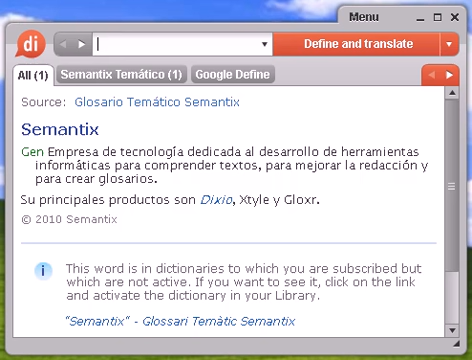 Menu
di
Define and translate
All (1)
Semantix Temático (1)
Google Define
Source: Glosario Temático Semantix
Semantix
Gen Empresa de tecnología dedicada al desarrollo de herramientas
informáticas para comprender textos, para mejorar la redacción y
para crear glosarios.
Su principales productos son Dixio, Xtyle y Gloxr.
© 2010 Semantix
i
This word is in dictionaries to which you are subscribed but
which are not active. If you want to see it, click on the link
and activate the dictionary in your Library.
"Semantix" - Glossari Temàtic Semantix